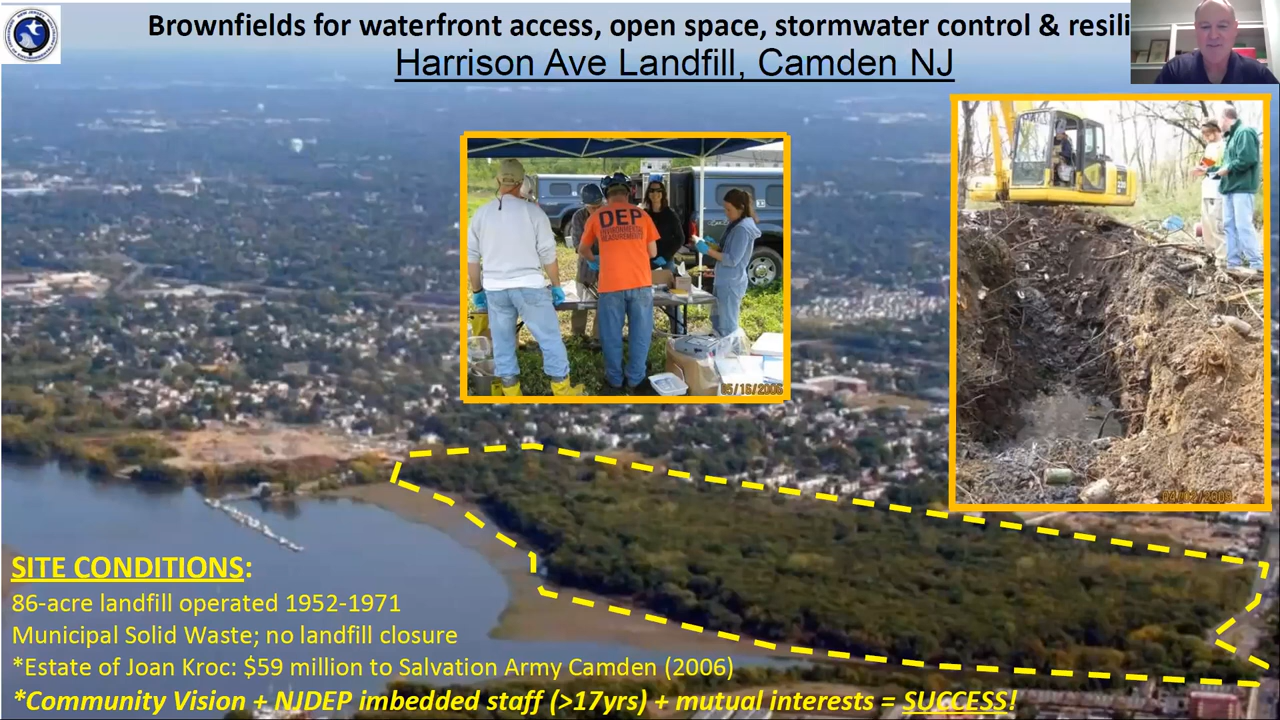 Brownfields for waterfront access, open space, stormwater control & resili
Harrison Ave Landfill, Camden NJ
DEP
ENVIRONMENTAL
MEASUREMENTS
05/16/2006
SITE CONDITIONS:
86-acre landfill operated 1952-1971
Municipal Solid Waste; no landfill closure
*Estate of Joan Kroc: $59 million to Salvation Army Camden (2006)
*Community Vision + NJDEP imbedded staff (>17yrs) + mutual interests = SUCCESS!